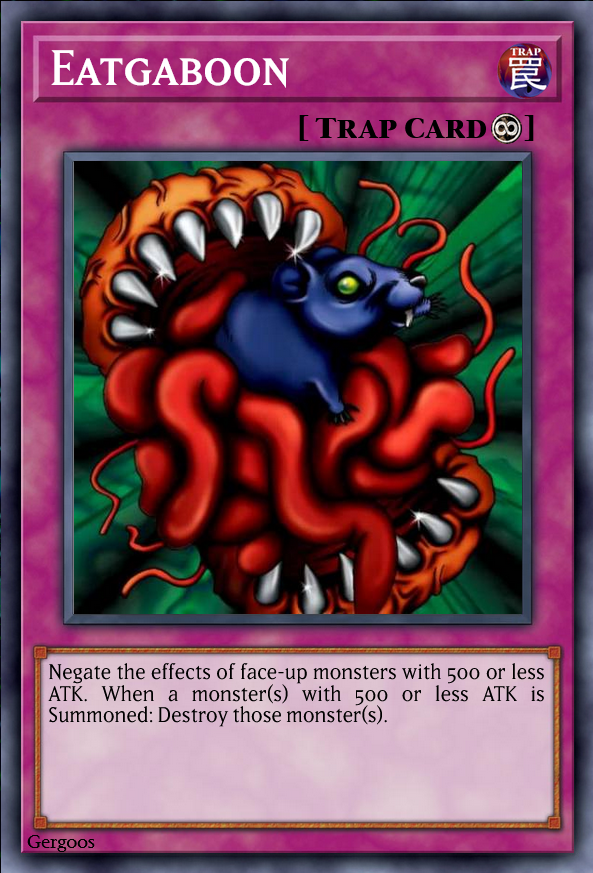 EATGABOON
TRAP
罠
[ TRAP CARD ]
Negate the effects of face-up monsters with 500 or less
ATK. When a monster(s) with 500 or less ATK is
Summoned: Destroy those monster(s).
Gergoos